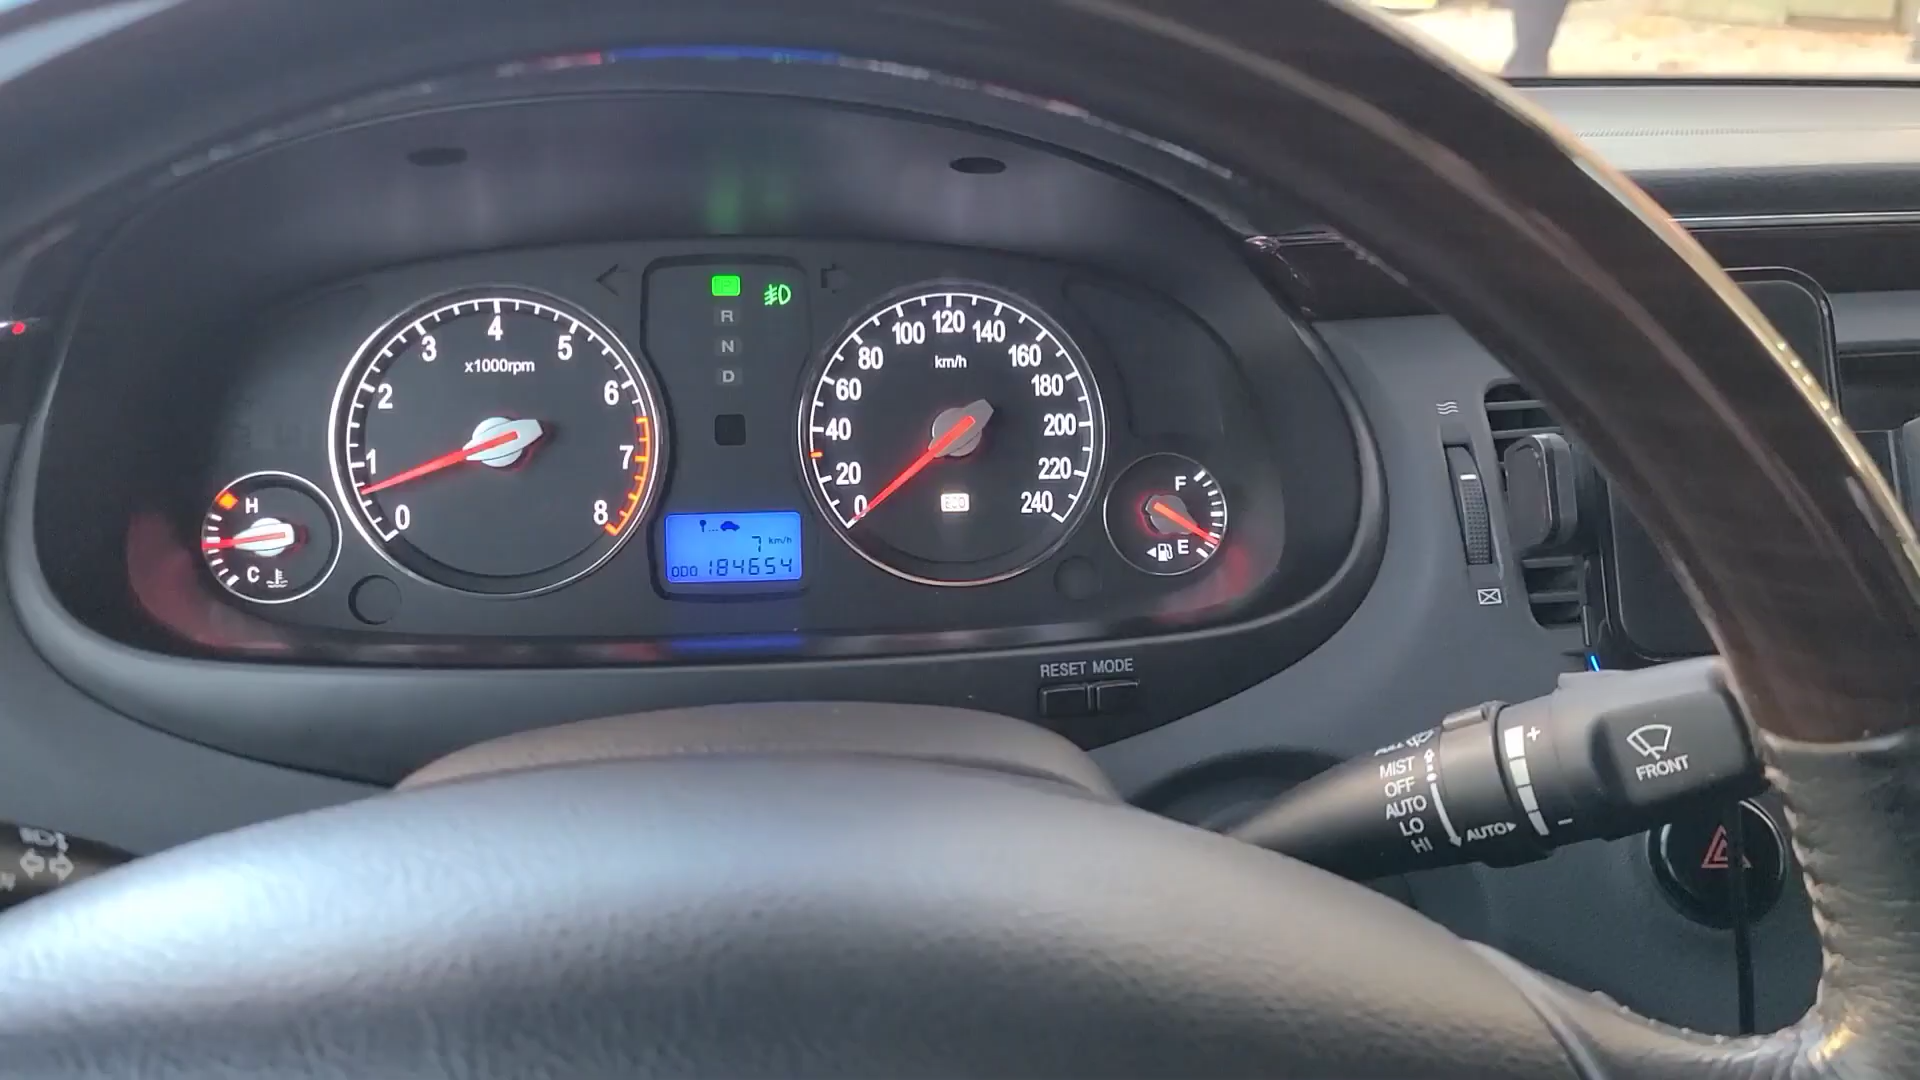 0
1
2
3
4
5
6
7
8
x1000rpm
H
C
P
R
N
D
7 km/h
ODO 184654
0
20
40
60
80
100
120
140
160
180
200
220
240
km/h
ECO
F
E
RESET MODE
MIST
OFF
AUTO
LO
HI
AUTO
+
−
FRONT